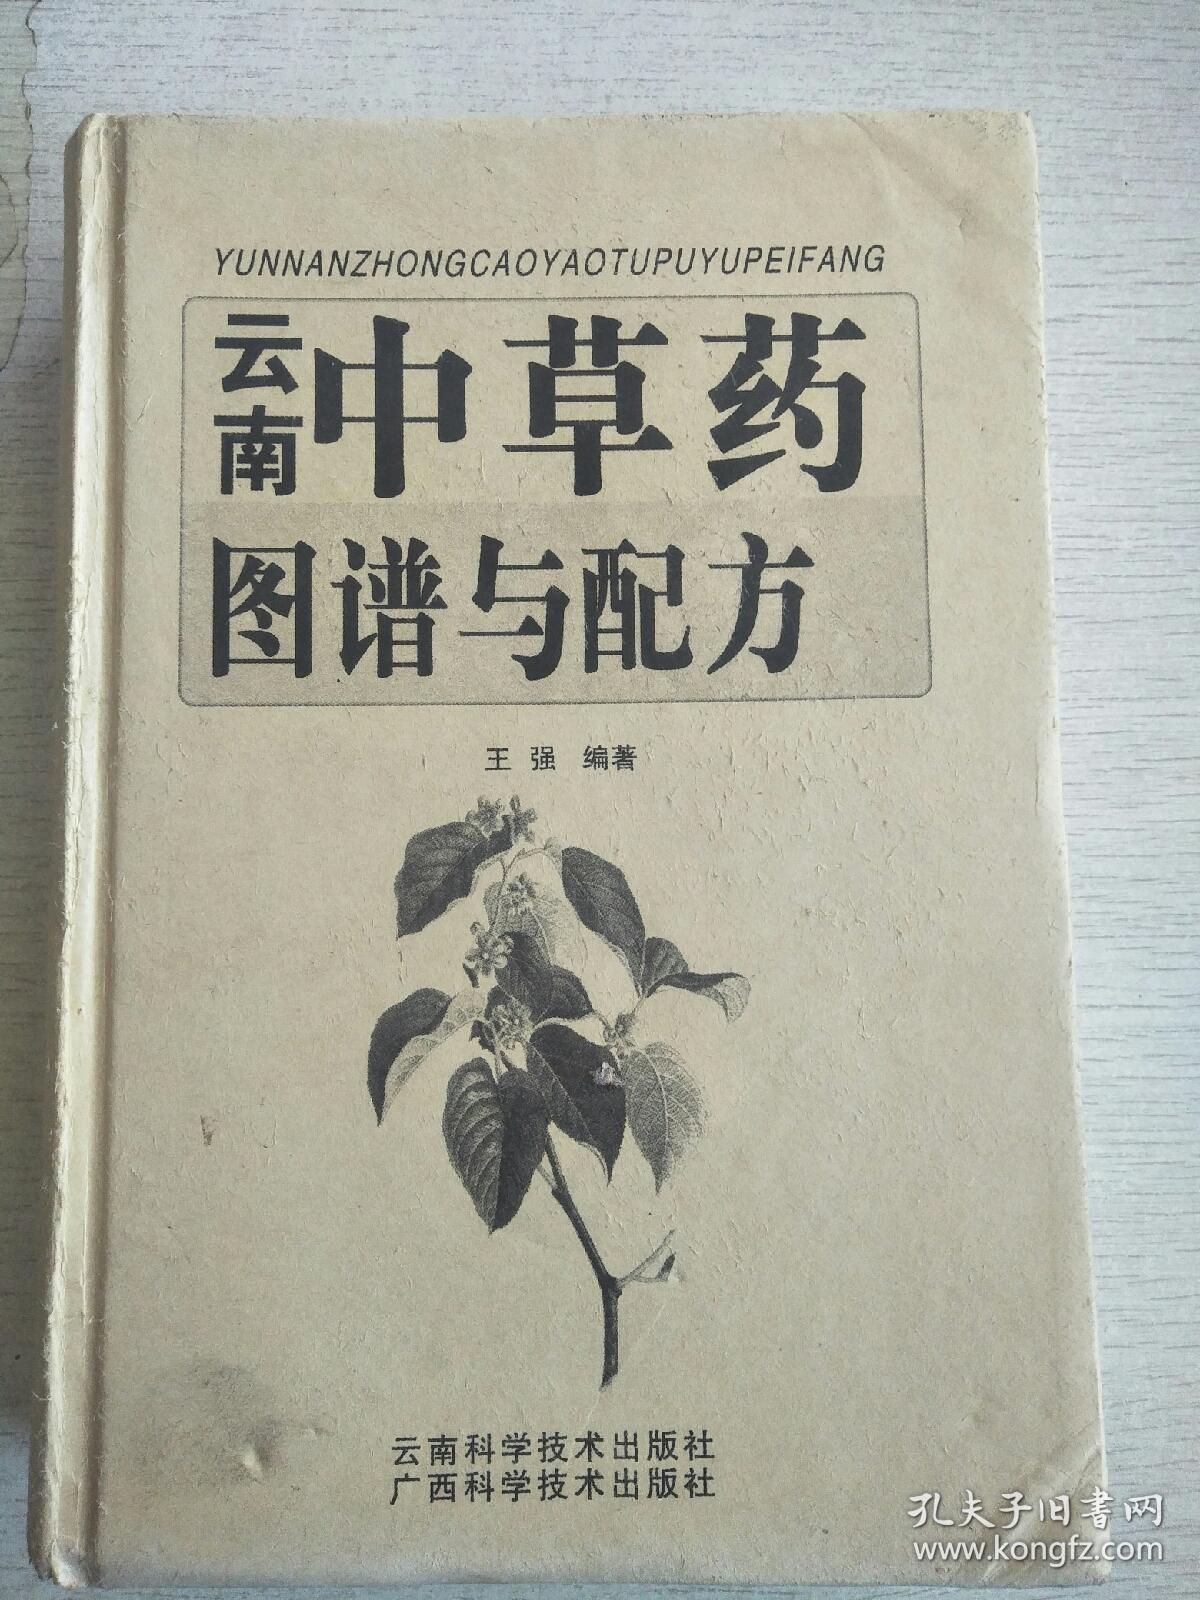 YUNNANZHONGCAOYAOTUPUYUPEIFANG
云南中草药
图谱与配方
王强 编著
云南科学技术出版社
广西科学技术出版社
孔夫子旧书网
www.kongfz.com